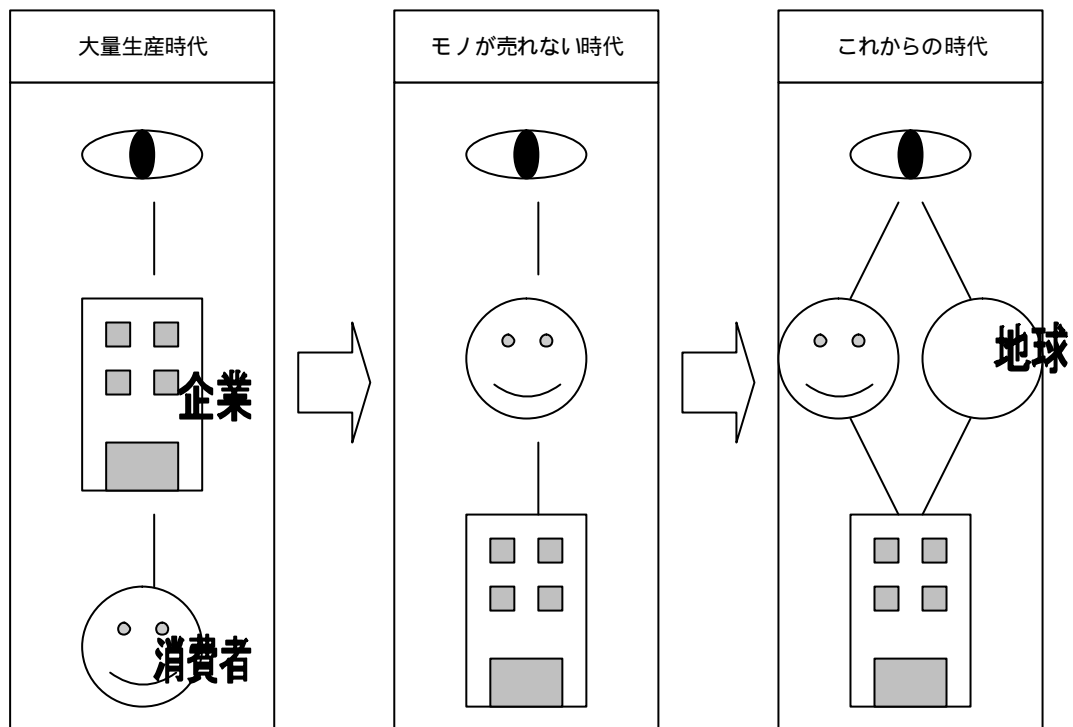 大量生産時代
モノが売れない時代
これからの時代
企業
消費者
地球